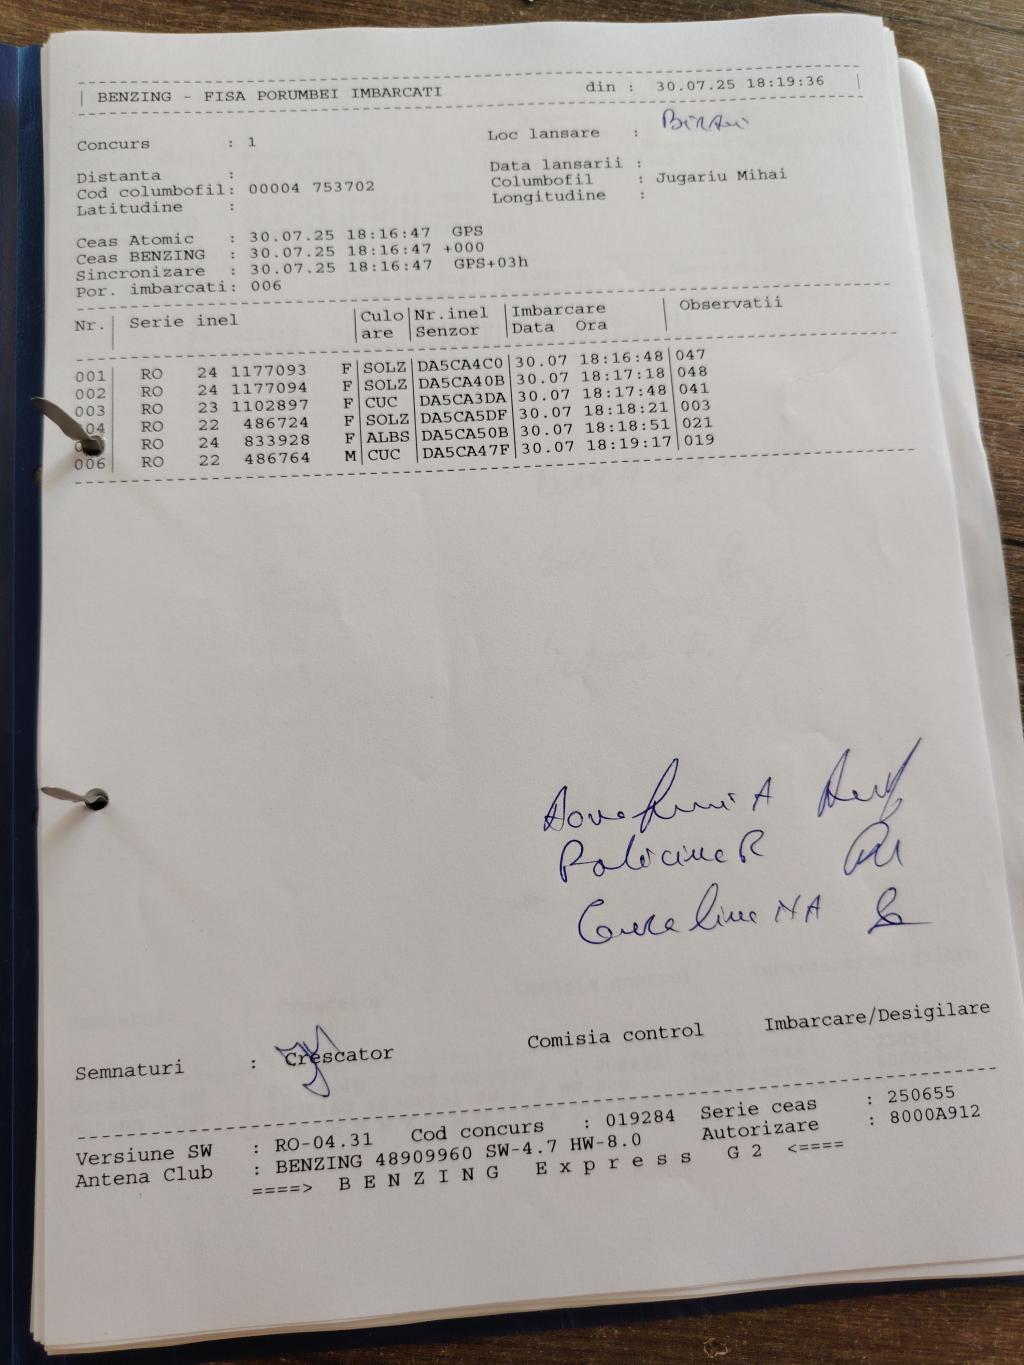 BENZING - FISA PORUMBEI IMBARCATI din : 30.07.25 18:19:36
Concurs : 1 Loc lansare :
Distanta : Data lansarii :
Cod columbofil: 00004 753702 Columbofil : Jugariu Mihai
Latitudine : Longitudine :
Ceas Atomic : 30.07.25 18:16:47 GPS
Ceas BENZING : 30.07.25 18:16:47 +000
Sincronizare : 30.07.25 18:16:47 GPS+03h
Por. imbarcati: 006
Nr. | Serie inel | Culo | Nr.inel | Imbarcare | Observatii
are | Senzor | Data Ora
001 | RO 24 1177093 F | SOLZ | DA5CA4C0 | 30.07 18:16:48 | 047
002 | RO 24 1177094 F | SOLZ | DA5CA40B | 30.07 18:17:18 | 048
003 | RO 23 1102897 F | CUC | DA5CA3DA | 30.07 18:17:48 | 041
04 | RO 22 486724 F | SOLZ | DA5CA5DF | 30.07 18:18:21 | 003
RO 24 833928 F | ALBS | DA5CA50B | 30.07 18:18:51 | 021
006 | RO 22 486764 M | CUC | DA5CA47F | 30.07 18:19:17 | 019
Semnaturi : Crescator Comisia control Imbarcare/Desigilare
Versiune SW : RO-04.31 Cod concurs : 019284 Serie ceas : 250655
Antena Club : BENZING 48909960 SW-4.7 HW-8.0 Autorizare : 8000A912
====> B E N Z I N G E x p r e s s G 2 <====